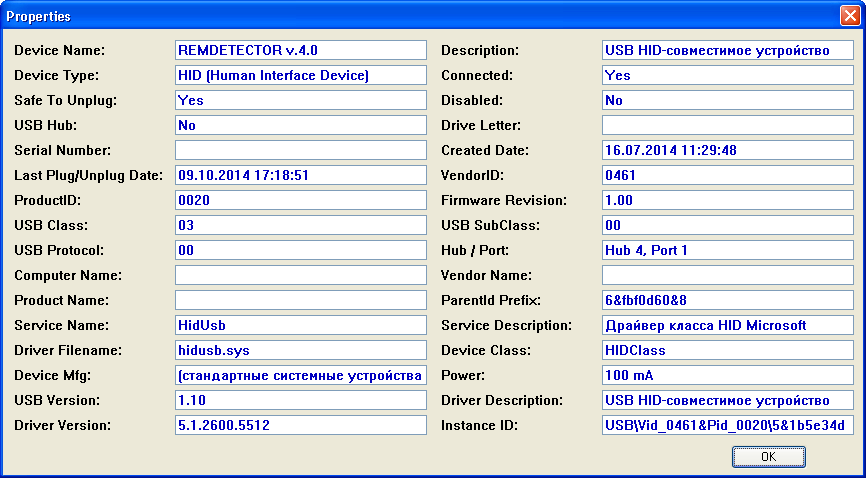 Properties
Device Name: REMDETECTOR v.4.0 Description: USB HID-совместимое устройство
Device Type: HID (Human Interface Device) Connected: Yes
Safe To Unplug: Yes Disabled: No
USB Hub: No Drive Letter:
Serial Number: Created Date: 16.07.2014 11:29:48
Last Plug/Unplug Date: 09.10.2014 17:18:51 VendorID: 0461
ProductID: 0020 Firmware Revision: 1.00
USB Class: 03 USB SubClass: 00
USB Protocol: 00 Hub / Port: Hub 4, Port 1
Computer Name: Vendor Name:
Product Name: ParentId Prefix: 6&fbf0d60&8
Service Name: HidUsb Service Description: Драйвер класса HID Microsoft
Driver Filename: hidusb.sys Device Class: HIDClass
Device Mfg: (стандартные системные устройства Power: 100 mA
USB Version: 1.10 Driver Description: USB HID-совместимое устройство
Driver Version: 5.1.2600.5512 Instance ID: USB\Vid_0461&Pid_0020\5&1b5e34d
OK